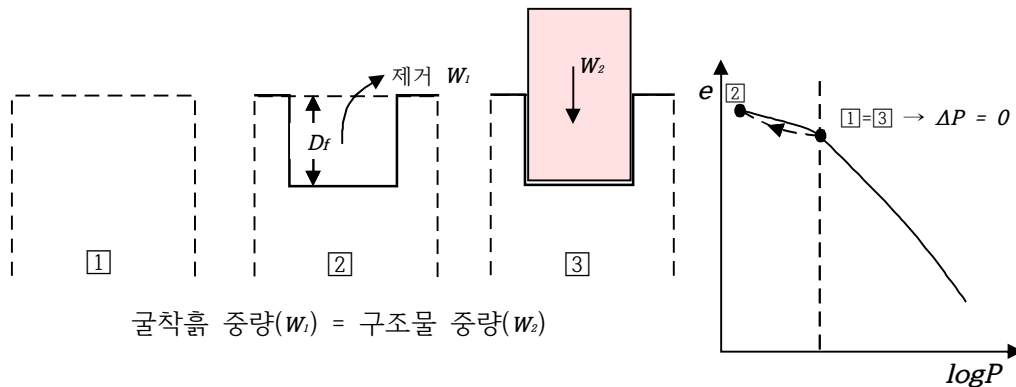 제거 W₁
W₂
D_f
e
2
1=3 → ΔP = 0
1
2
3
굴착흙 중량(W₁) = 구조물 중량(W₂)
logP